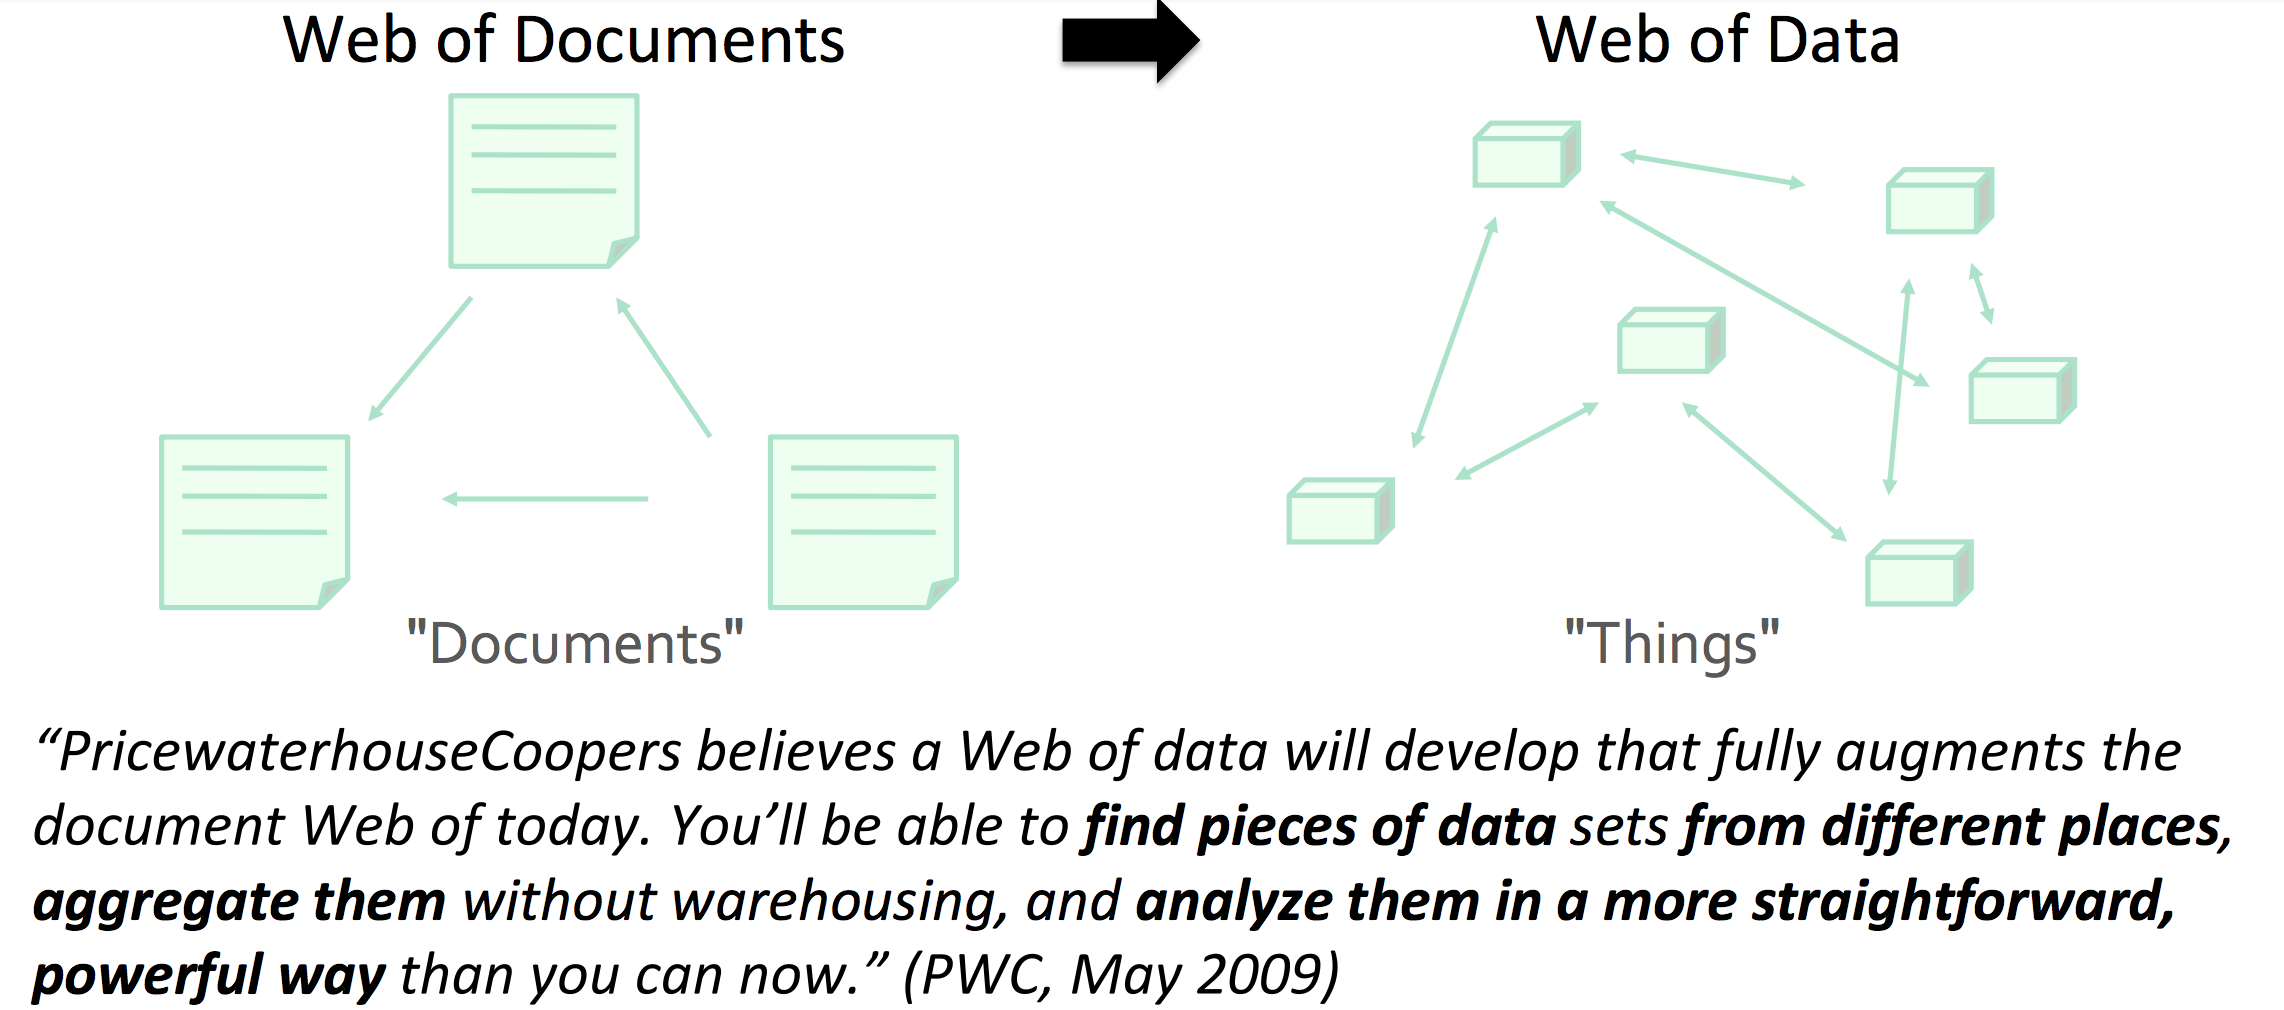 Web of Documents
Web of Data
"Documents"
"Things"
“PricewaterhouseCoopers believes a Web of data will develop that fully augments the
document Web of today. You’ll be able to find pieces of data sets from different places,
aggregate them without warehousing, and analyze them in a more straightforward,
powerful way than you can now.” (PWC, May 2009)